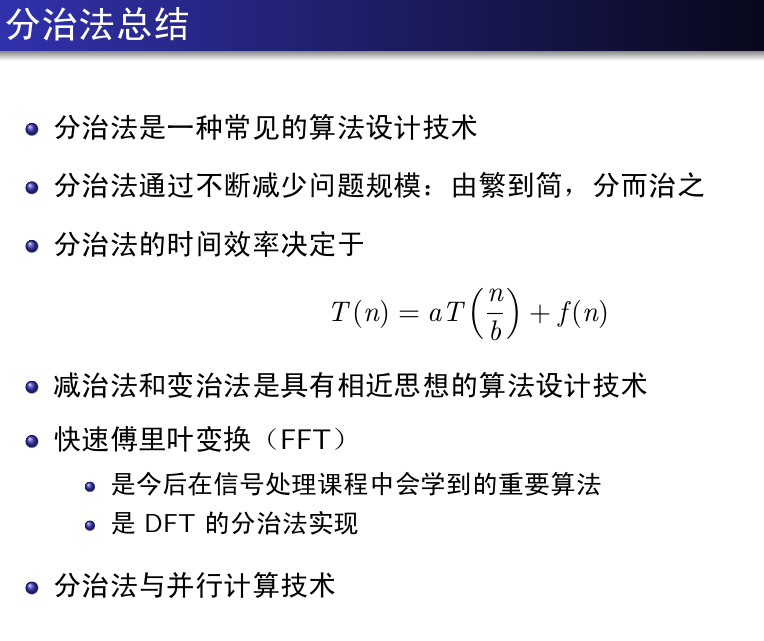 分治法总结
分治法是一种常见的算法设计技术
分治法通过不断减少问题规模：由繁到简，分而治之
分治法的时间效率决定于
T(n) = aT(n/b) + f(n)
减治法和变治法是具有相近思想的算法设计技术
快速傅里叶变换（FFT）
是今后在信号处理课程中会学到的重要算法
是 DFT 的分治法实现
分治法与并行计算技术